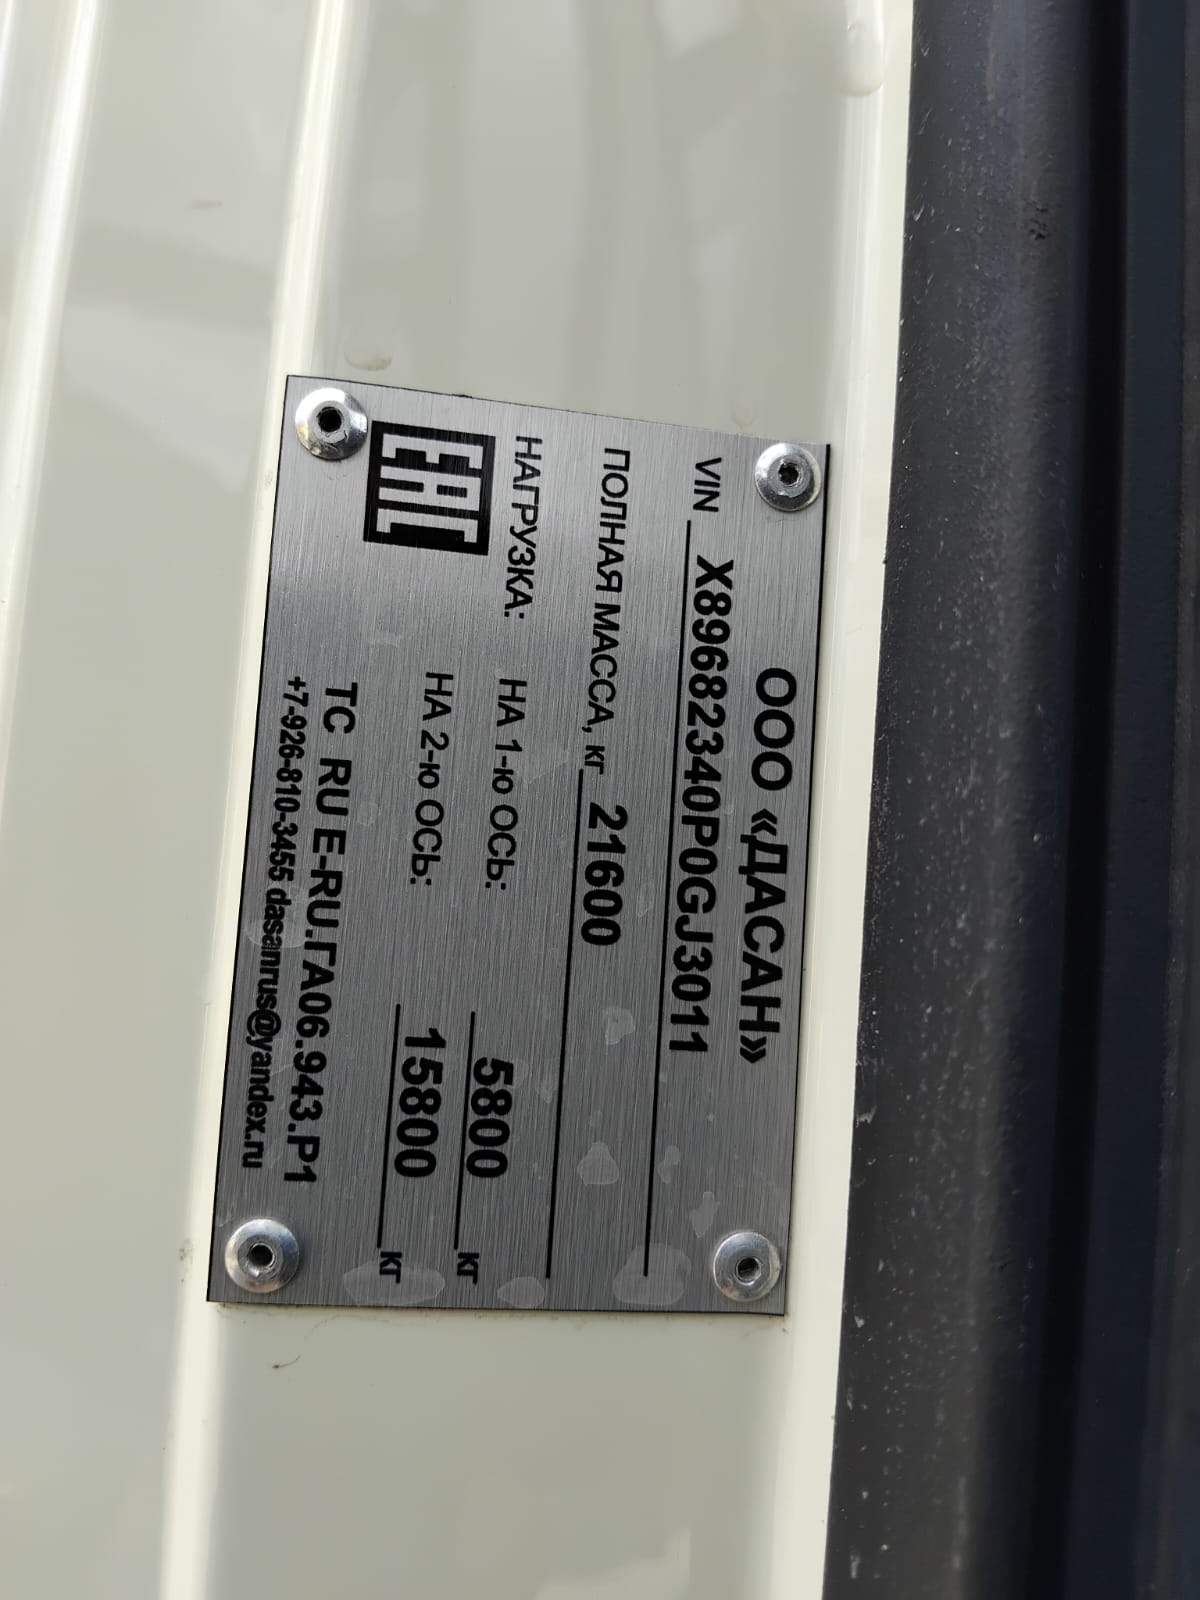 ООО «ДАСАН»
VIN X89682340P0GJ3011
ПОЛНАЯ МАССА, кг 21600
НАГРУЗКА: НА 1-ю ОСЬ: 5800 кг
НА 2-ю ОСЬ: 15800 кг
ЕАС
ТС RU Е-RU.ГА06.943.Р1
+7-926-810-3455 dasanrus@yandex.ru